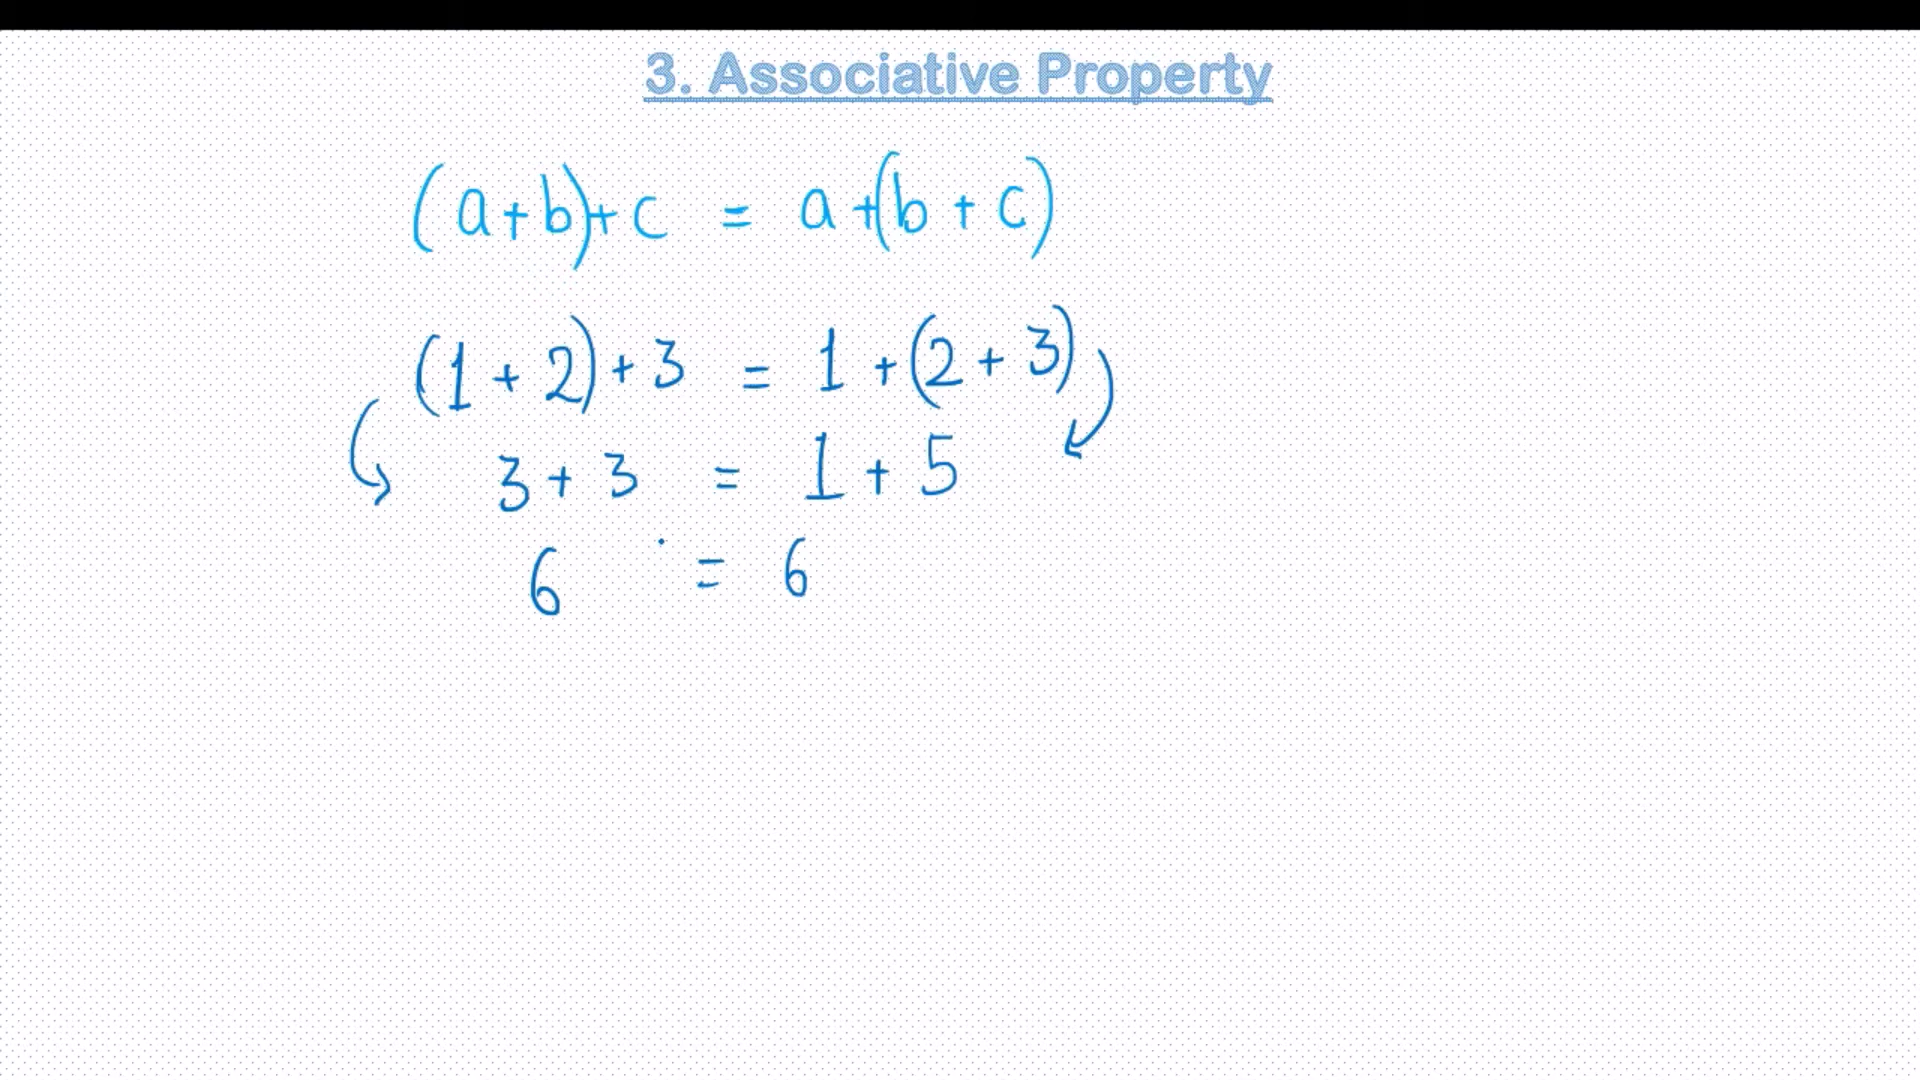 3. Associative Property
(a+b)+c = a+(b+c)
(1+2)+3 = 1+(2+3)
3+3 = 1+5
6 = 6